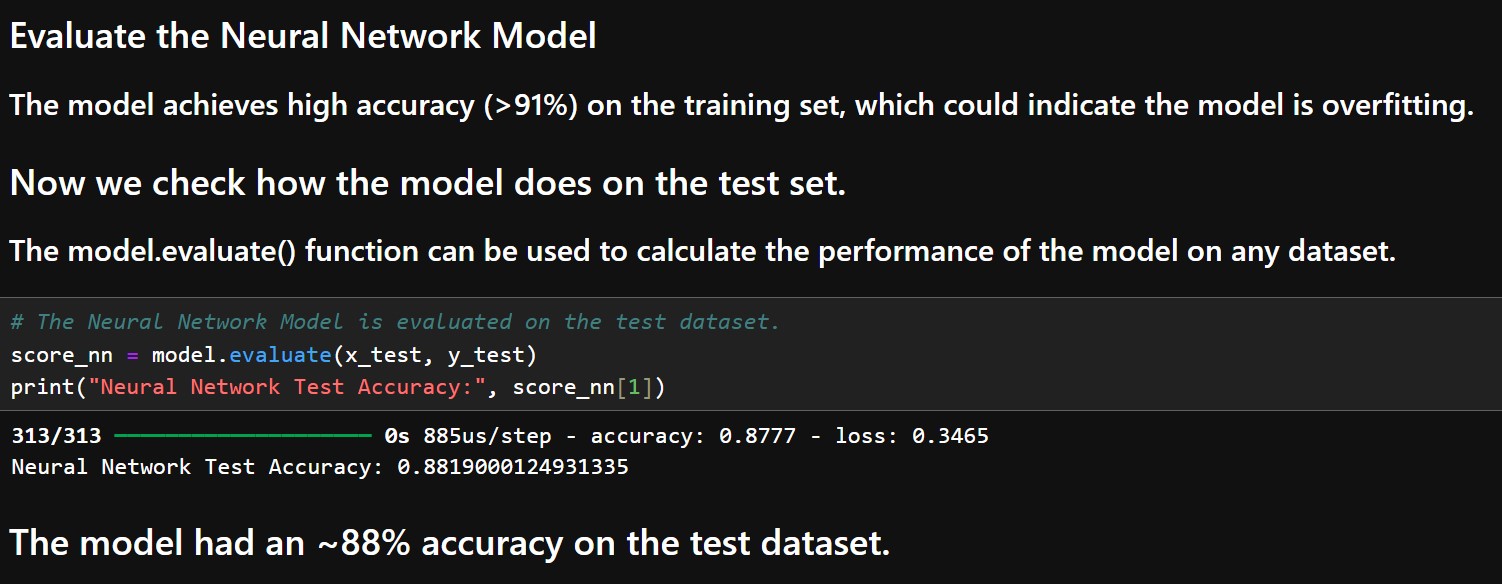 Evaluate the Neural Network Model
The model achieves high accuracy (>91%) on the training set, which could indicate the model is overfitting.
Now we check how the model does on the test set.
The model.evaluate() function can be used to calculate the performance of the model on any dataset.
# The Neural Network Model is evaluated on the test dataset.
score_nn = model.evaluate(x_test, y_test)
print("Neural Network Test Accuracy:", score_nn[1])
313/313 ━━━━━━━━━━━━━━━━━━━━ 0s 885us/step - accuracy: 0.8777 - loss: 0.3465
Neural Network Test Accuracy: 0.8819000124931335
The model had an ~88% accuracy on the test dataset.